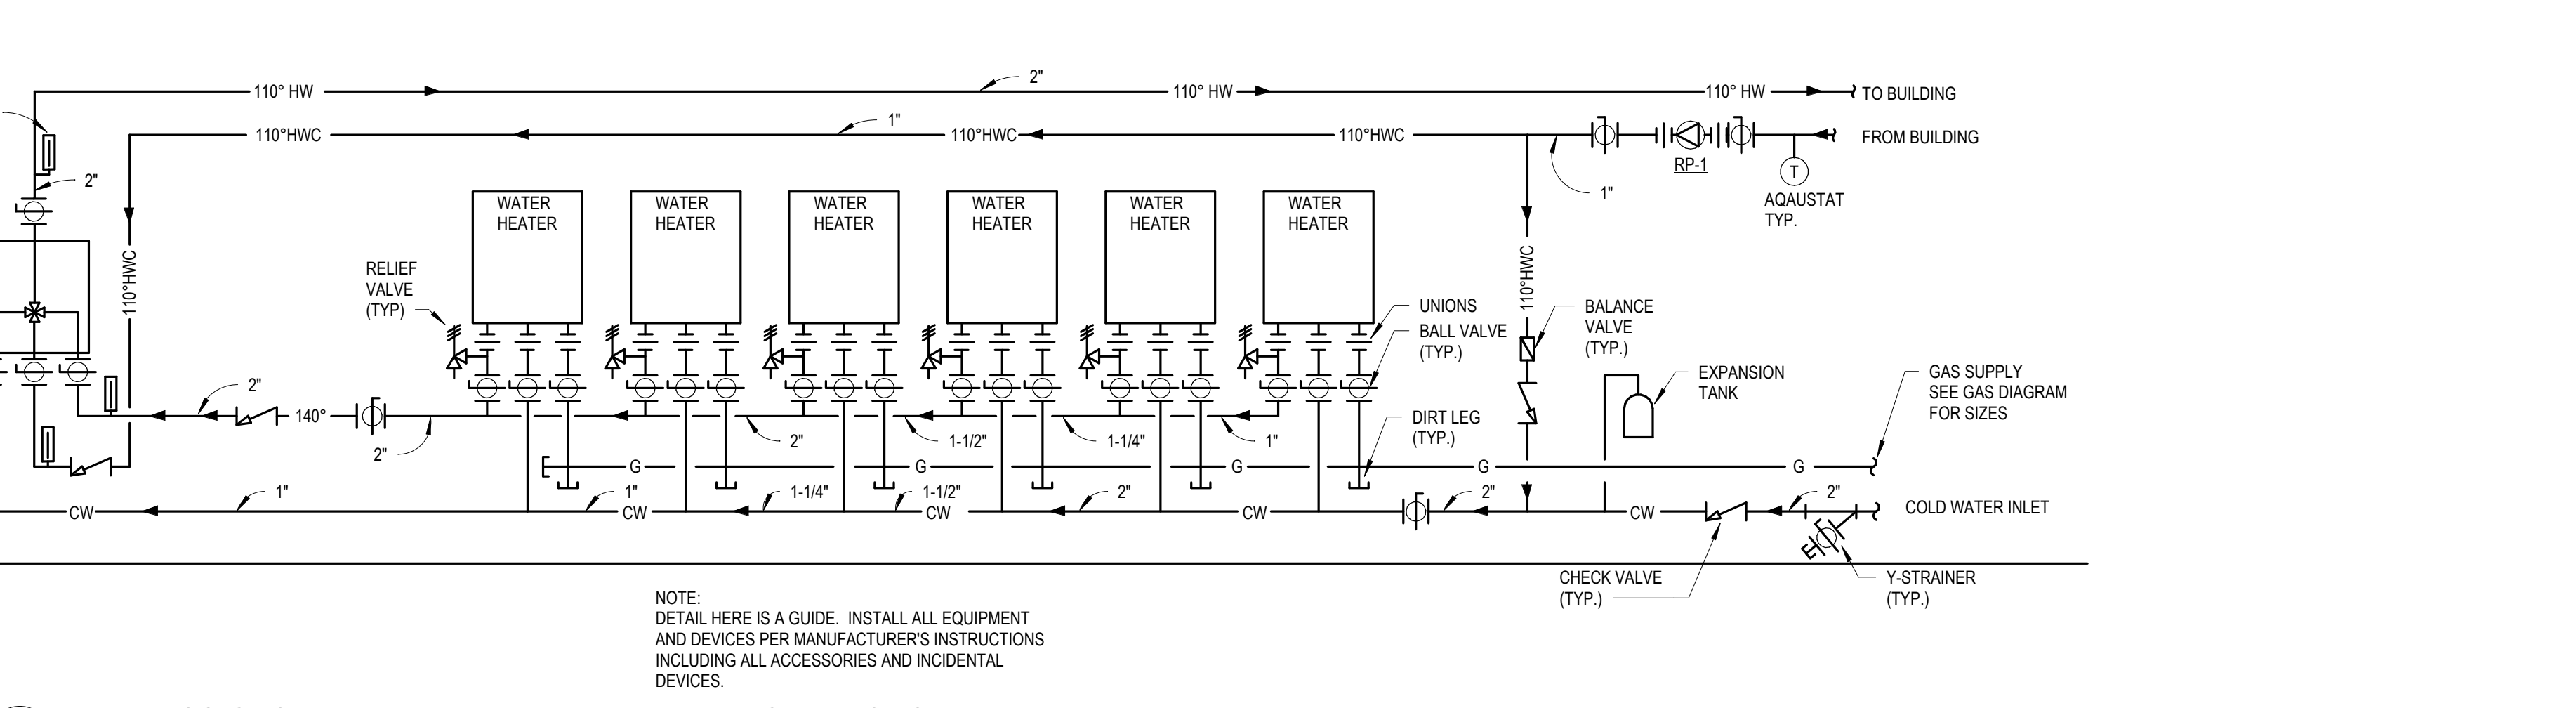 2"
110° HW
110° HW
110° HW
TO BUILDING
1"
110°HWC
110°HWC
110°HWC
FROM BUILDING
RP-1
T
2"
1"
AQAUSTAT
TYP.
WATER
HEATER
WATER
HEATER
WATER
HEATER
WATER
HEATER
WATER
HEATER
WATER
HEATER
110°HWC
110°HWC
RELIEF
VALVE
(TYP)
UNIONS
BALL VALVE
(TYP.)
BALANCE
VALVE
(TYP.)
EXPANSION
TANK
GAS SUPPLY
SEE GAS DIAGRAM
FOR SIZES
2"
140°
2"
2"
1-1/2"
1-1/4"
1"
DIRT LEG
(TYP.)
G
G
G
G
G
1"
1"
1-1/4"
1-1/2"
2"
2"
2"
CW
CW
CW
CW
CW
COLD WATER INLET
CHECK VALVE
(TYP.)
Y-STRAINER
(TYP.)
NOTE:
DETAIL HERE IS A GUIDE.  INSTALL ALL EQUIPMENT
AND DEVICES PER MANUFACTURER'S INSTRUCTIONS
INCLUDING ALL ACCESSORIES AND INCIDENTAL
DEVICES.